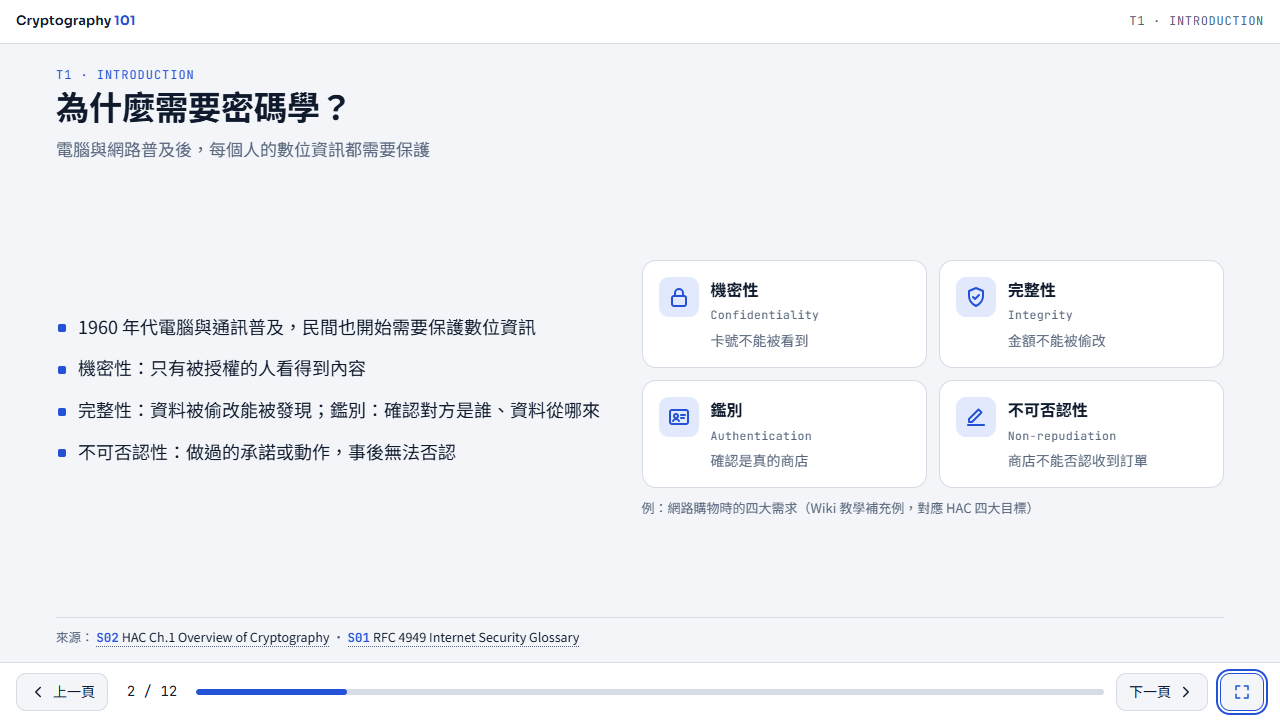 Cryptography 101
T1 · INTRODUCTION
T1 · INTRODUCTION
為什麼需要密碼學？
電腦與網路普及後，每個人的數位資訊都需要保護
1960 年代電腦與通訊普及，民間也開始需要保護數位資訊
機密性：只有被授權的人看得到內容
完整性：資料被偷改能被發現；鑑別：確認對方是誰、資料從哪來
不可否認性：做過的承諾或動作，事後無法否認
機密性
Confidentiality
卡號不能被看到
完整性
Integrity
金額不能被偷改
鑑別
Authentication
確認是真的商店
不可否認性
Non-repudiation
商店不能否認收到訂單
例：網路購物時的四大需求（Wiki 教學補充例，對應 HAC 四大目標）
來源： S02 HAC Ch.1 Overview of Cryptography · S01 RFC 4949 Internet Security Glossary
上一頁
2 / 12
下一頁